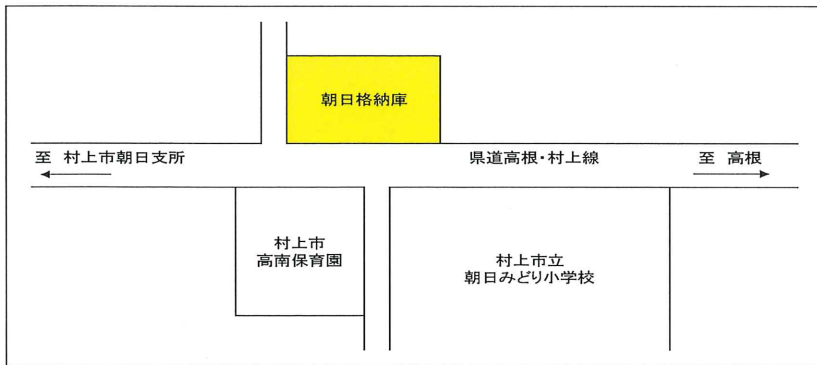 朝日格納庫
至 村上市朝日支所
県道高根・村上線
至 高根
村上市
高南保育園
村上市立
朝日みどり小学校